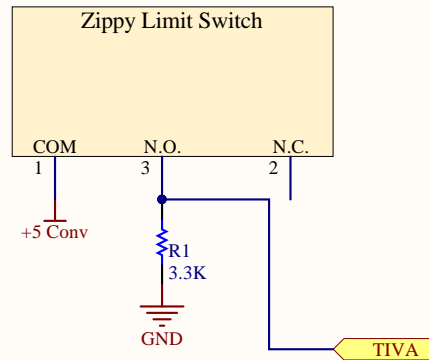 Zippy Limit Switch
COM N.O. N.C.
1 3 2
+5 Conv
R1
3.3K
GND
TIVA